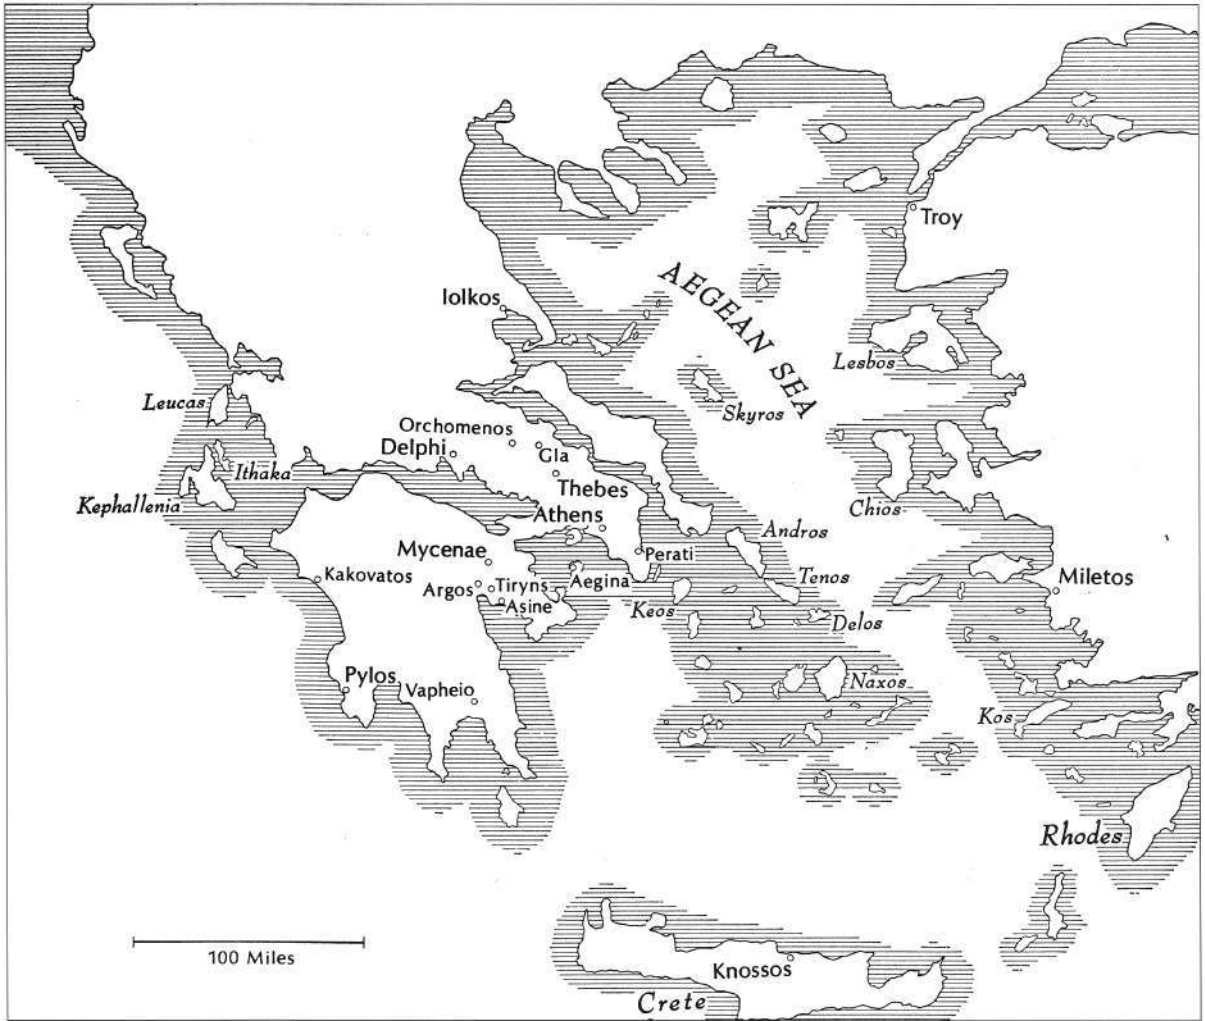 Troy
AEGEAN SEA
Iolkos
Lesbos
Leucas
Skyros
Orchomenos
Delphi
Gla
Ithaka
Thebes
Kephallenia
Chios
Athens
Andros
Mycenae
Perati
Kakovatos
Tenos
Miletos
Argos
Tiryns
Aegina
Asine
Keos
Delos
Pylos
Naxos
Vapheio
Kos
Rhodes
100 Miles
Knossos
Crete